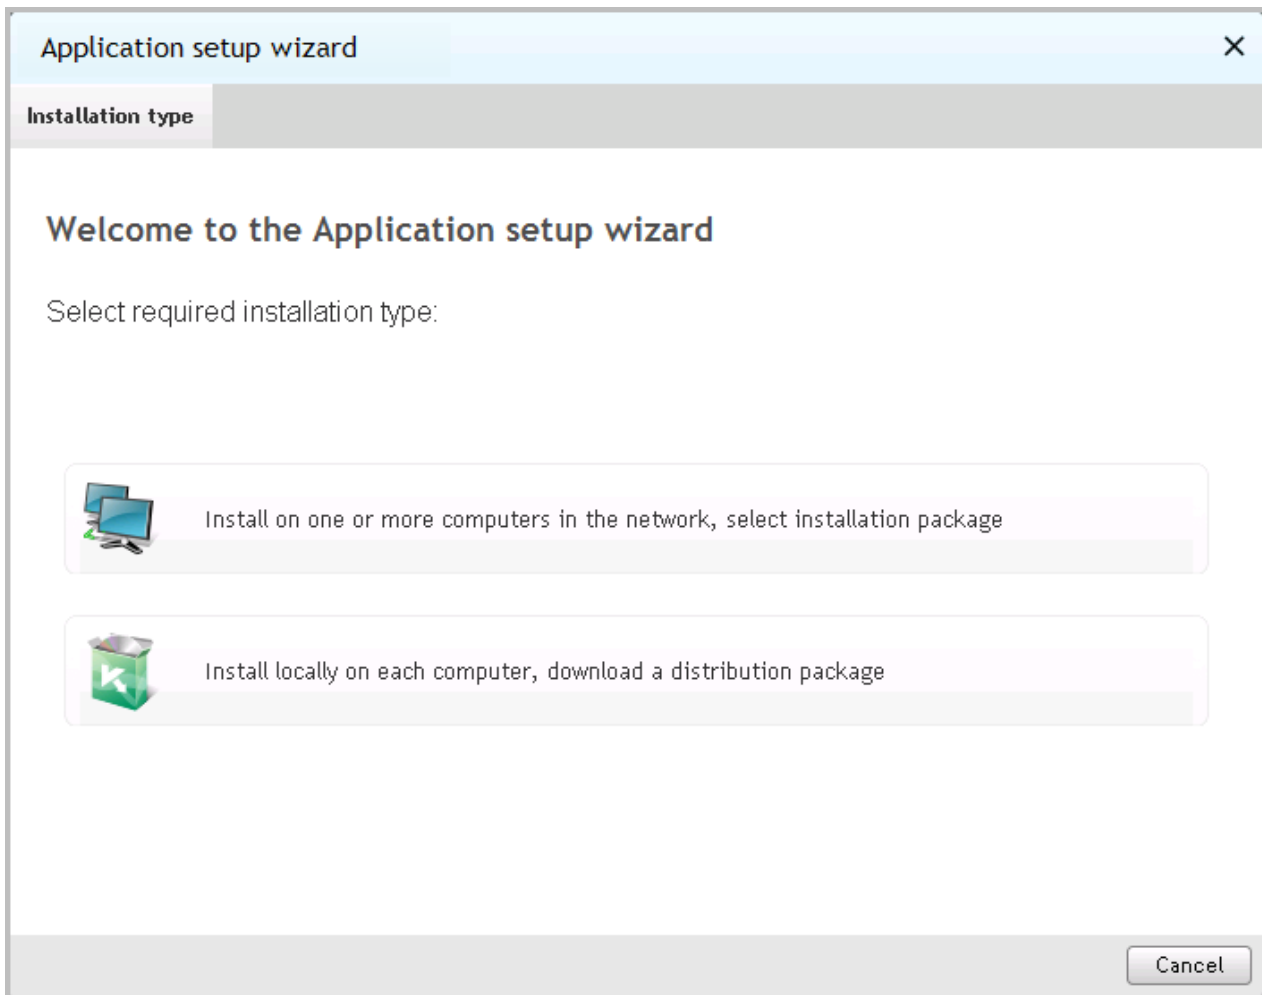 Application setup wizard
Installation type
Welcome to the Application setup wizard
Select required installation type:
Install on one or more computers in the network, select installation package
Install locally on each computer, download a distribution package
Cancel